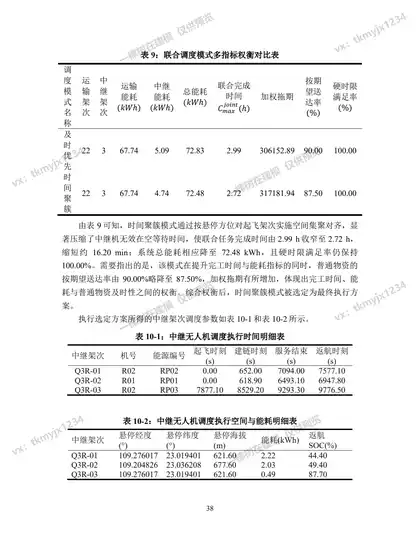 表 9：联合调度模式多指标权衡对比表
调度模式名称 运输架次 中继架次 运输能耗(kWh) 中继能耗(kWh) 总能耗(kWh) 联合完成时间 C_max^joint(h) 加权拖期 按期望送达率(%) 硬时限满足率(%)
及时优先 22 3 67.74 5.09 72.83 2.99 306152.89 90.00 100.00
时间聚簇 22 3 67.74 4.74 72.48 2.72 317181.94 87.50 100.00
由表 9 可知，时间聚簇模式通过按悬停方位对起飞架次实施空间集聚对齐，显
著压缩了中继机无效在空等待时间，使联合任务完成时间由 2.99 h 收窄至 2.72 h，
缩短约 16.20 min；系统总能耗相应降至 72.48 kWh，且硬时限满足率仍保持
100.00%。需要指出的是，该模式在提升完工时间与能耗指标的同时，普通物资的
按期望送达率由 90.00%略降至 87.50%，加权拖期有所增加，体现出完工时间、能
耗与普通物资及时性之间的权衡。综合权衡后，时间聚簇模式被选定为最终执行方
案。
执行选定方案所得的中继架次调度参数如表 10-1 和表 10-2 所示。
表 10-1：中继无人机调度执行时间明细表
中继架次 机号 能源编号 起飞时刻(s) 建链时刻(s) 服务结束(s) 返航时刻(s)
Q3R-01 R02 RP02 0.00 652.00 7094.00 7577.10
Q3R-02 R01 RP01 0.00 618.90 6493.10 6947.80
Q3R-03 R02 RP03 7877.10 8529.20 9293.30 9776.50
表 10-2：中继无人机调度执行空间与能耗明细表
中继架次 悬停经度(°) 悬停纬度(°) 悬停海拔(m) 能耗(kWh) 返航SOC(%)
Q3R-01 109.276017 23.019401 621.60 2.22 44.40
Q3R-02 109.204826 23.036208 677.60 2.03 49.40
Q3R-03 109.276017 23.019401 621.60 0.49 87.70
38
vx: tkmyjx1234